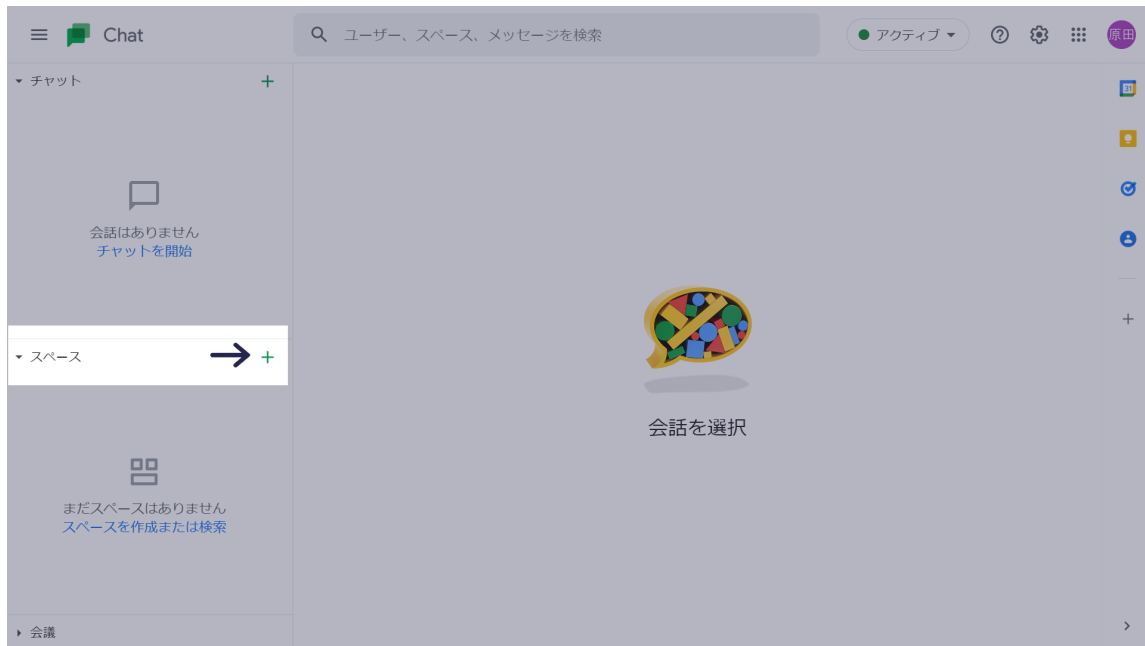 Chat
ユーザー、スペース、メッセージを検索
アクティブ
原田
チャット
31
会話はありません
チャットを開始
スペース
会話を選択
まだスペースはありません
スペースを作成または検索
会議